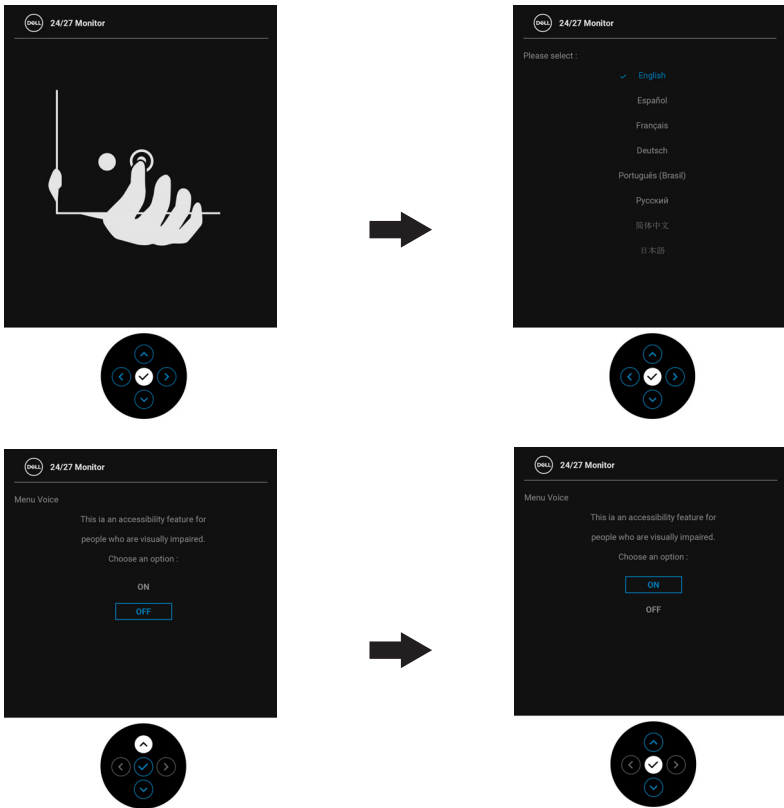 DELL 24/27 Monitor
DELL 24/27 Monitor
Please select :
English
Español
Français
Deutsch
Português (Brasil)
Русский
简体中文
日本語
DELL 24/27 Monitor
Menu Voice
This ia an accessibility feature for
people who are visually impaired.
Choose an option :
ON
OFF
DELL 24/27 Monitor
Menu Voice
This ia an accessibility feature for
people who are visually impaired.
Choose an option :
ON
OFF